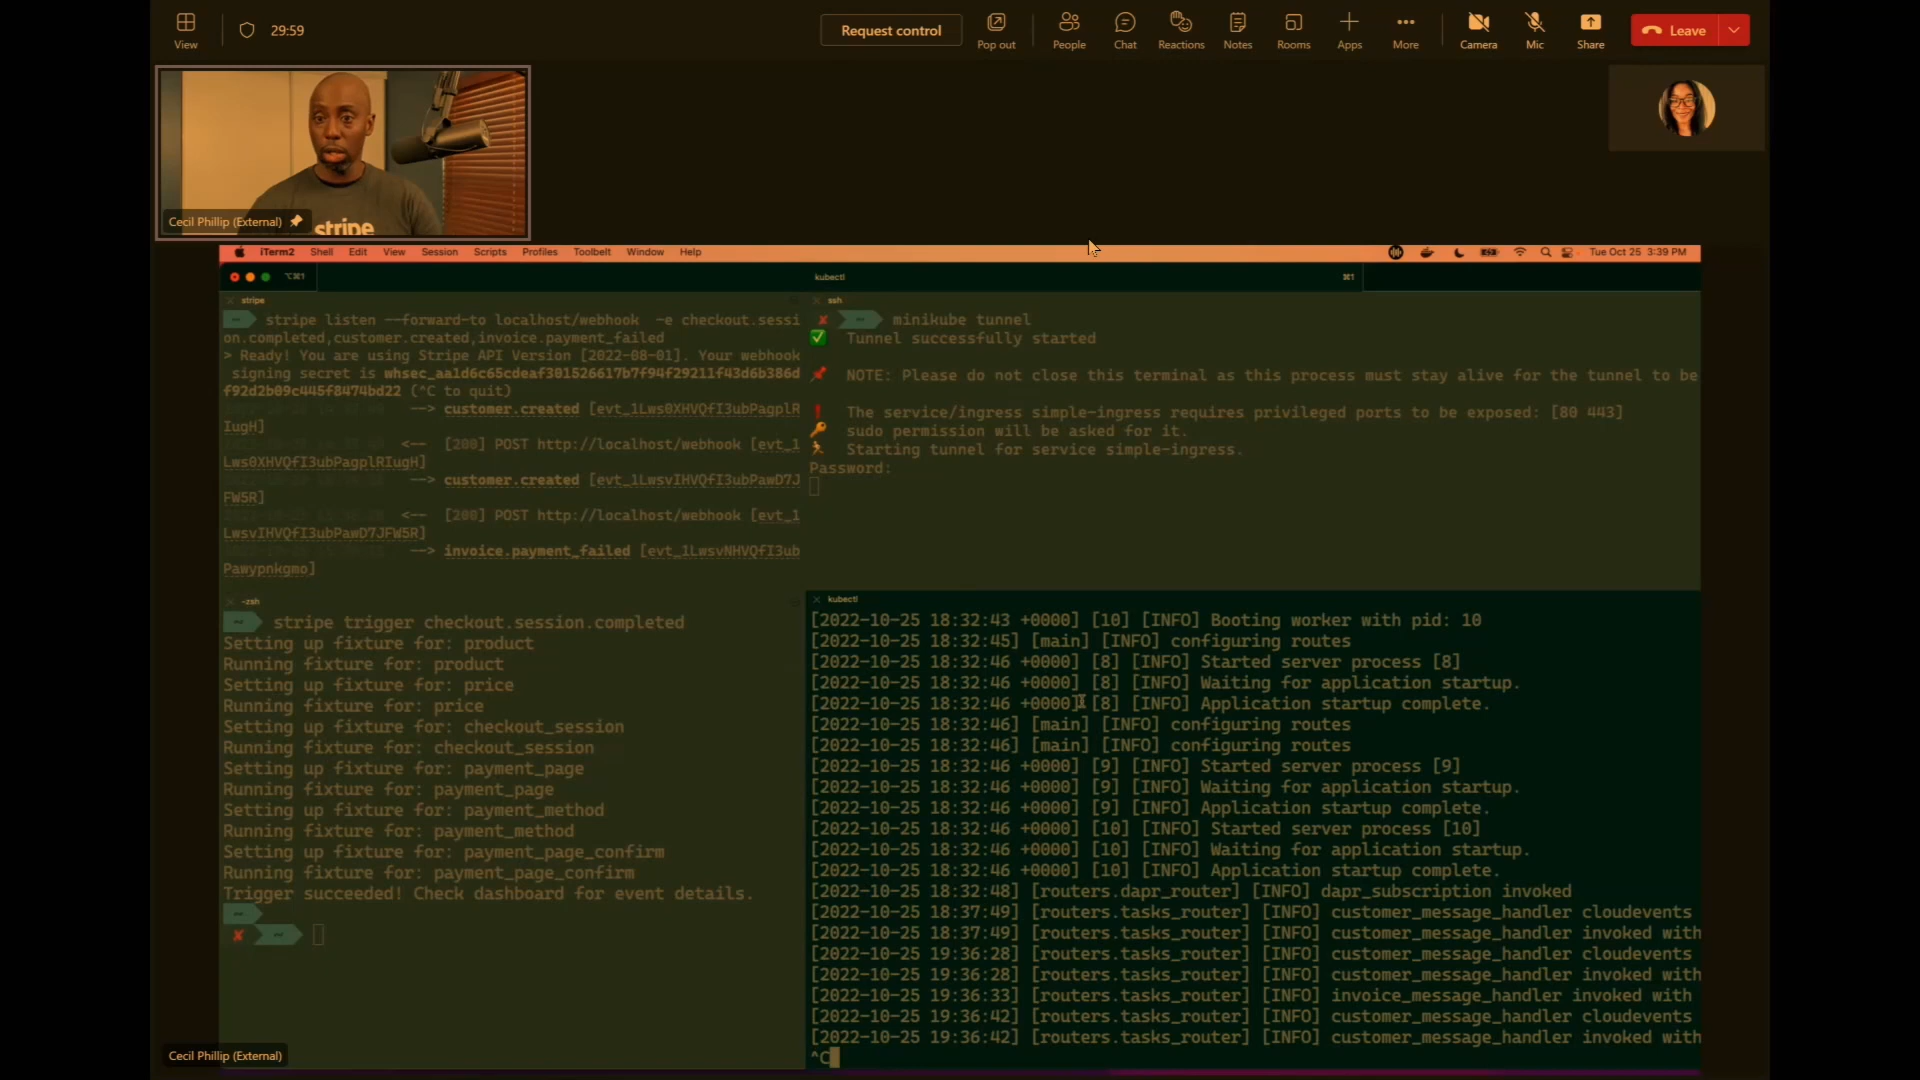 View
29:59
Request control
Pop out
People
Chat
Reactions
Notes
Rooms
Apps
More
Camera
Mic
Share
Leave
stripe
Cecil Phillip (External)
iTerm2 Shell Edit View Session Scripts Profiles Toolbelt Window Help
Tue Oct 25 3:39 PM
⌥⌘1
kubectl
⌘1
stripe
~ stripe listen --forward-to localhost/webhook -e checkout.sessi
on.completed,customer.created,invoice.payment_failed
> Ready! You are using Stripe API Version [2022-08-01]. Your webhook
signing secret is whsec_aa1d6c65cdeaf301526617b7f94f29211f43d6b386d
f92d2b09c445f8474bd22 (^C to quit)
--> customer.created [evt_1Lws0XHVQfI3ubPagplR
IugH]
<-- [200] POST http://localhost/webhook [evt_1
Lws0XHVQfI3ubPagplRIugH]
--> customer.created [evt_1LwsvIHVQfI3ubPawD7J
FW5R]
<-- [200] POST http://localhost/webhook [evt_1
LwsvIHVQfI3ubPawD7JFW5R]
--> invoice.payment_failed [evt_1LwsvNHVQfI3ub
Pawypnkgmo]
ssh
~ minikube tunnel
Tunnel successfully started
NOTE: Please do not close this terminal as this process must stay alive for the tunnel to be
The service/ingress simple-ingress requires privileged ports to be exposed: [80 443]
sudo permission will be asked for it.
Starting tunnel for service simple-ingress.
Password:
-zsh
~ stripe trigger checkout.session.completed
Setting up fixture for: product
Running fixture for: product
Setting up fixture for: price
Running fixture for: price
Setting up fixture for: checkout_session
Running fixture for: checkout_session
Setting up fixture for: payment_page
Running fixture for: payment_page
Setting up fixture for: payment_method
Running fixture for: payment_method
Setting up fixture for: payment_page_confirm
Running fixture for: payment_page_confirm
Trigger succeeded! Check dashboard for event details.
~
~
kubectl
[2022-10-25 18:32:43 +0000] [10] [INFO] Booting worker with pid: 10
[2022-10-25 18:32:45] [main] [INFO] configuring routes
[2022-10-25 18:32:46 +0000] [8] [INFO] Started server process [8]
[2022-10-25 18:32:46 +0000] [8] [INFO] Waiting for application startup.
[2022-10-25 18:32:46 +0000] [8] [INFO] Application startup complete.
[2022-10-25 18:32:46] [main] [INFO] configuring routes
[2022-10-25 18:32:46] [main] [INFO] configuring routes
[2022-10-25 18:32:46 +0000] [9] [INFO] Started server process [9]
[2022-10-25 18:32:46 +0000] [9] [INFO] Waiting for application startup.
[2022-10-25 18:32:46 +0000] [9] [INFO] Application startup complete.
[2022-10-25 18:32:46 +0000] [10] [INFO] Started server process [10]
[2022-10-25 18:32:46 +0000] [10] [INFO] Waiting for application startup.
[2022-10-25 18:32:46 +0000] [10] [INFO] Application startup complete.
[2022-10-25 18:32:48] [routers.dapr_router] [INFO] dapr_subscription invoked
[2022-10-25 18:37:49] [routers.tasks_router] [INFO] customer_message_handler cloudevents
[2022-10-25 18:37:49] [routers.tasks_router] [INFO] customer_message_handler invoked with
[2022-10-25 19:36:28] [routers.tasks_router] [INFO] customer_message_handler cloudevents
[2022-10-25 19:36:28] [routers.tasks_router] [INFO] customer_message_handler invoked with
[2022-10-25 19:36:33] [routers.tasks_router] [INFO] invoice_message_handler invoked with
[2022-10-25 19:36:42] [routers.tasks_router] [INFO] customer_message_handler cloudevents
[2022-10-25 19:36:42] [routers.tasks_router] [INFO] customer_message_handler invoked with
^C
Cecil Phillip (External)